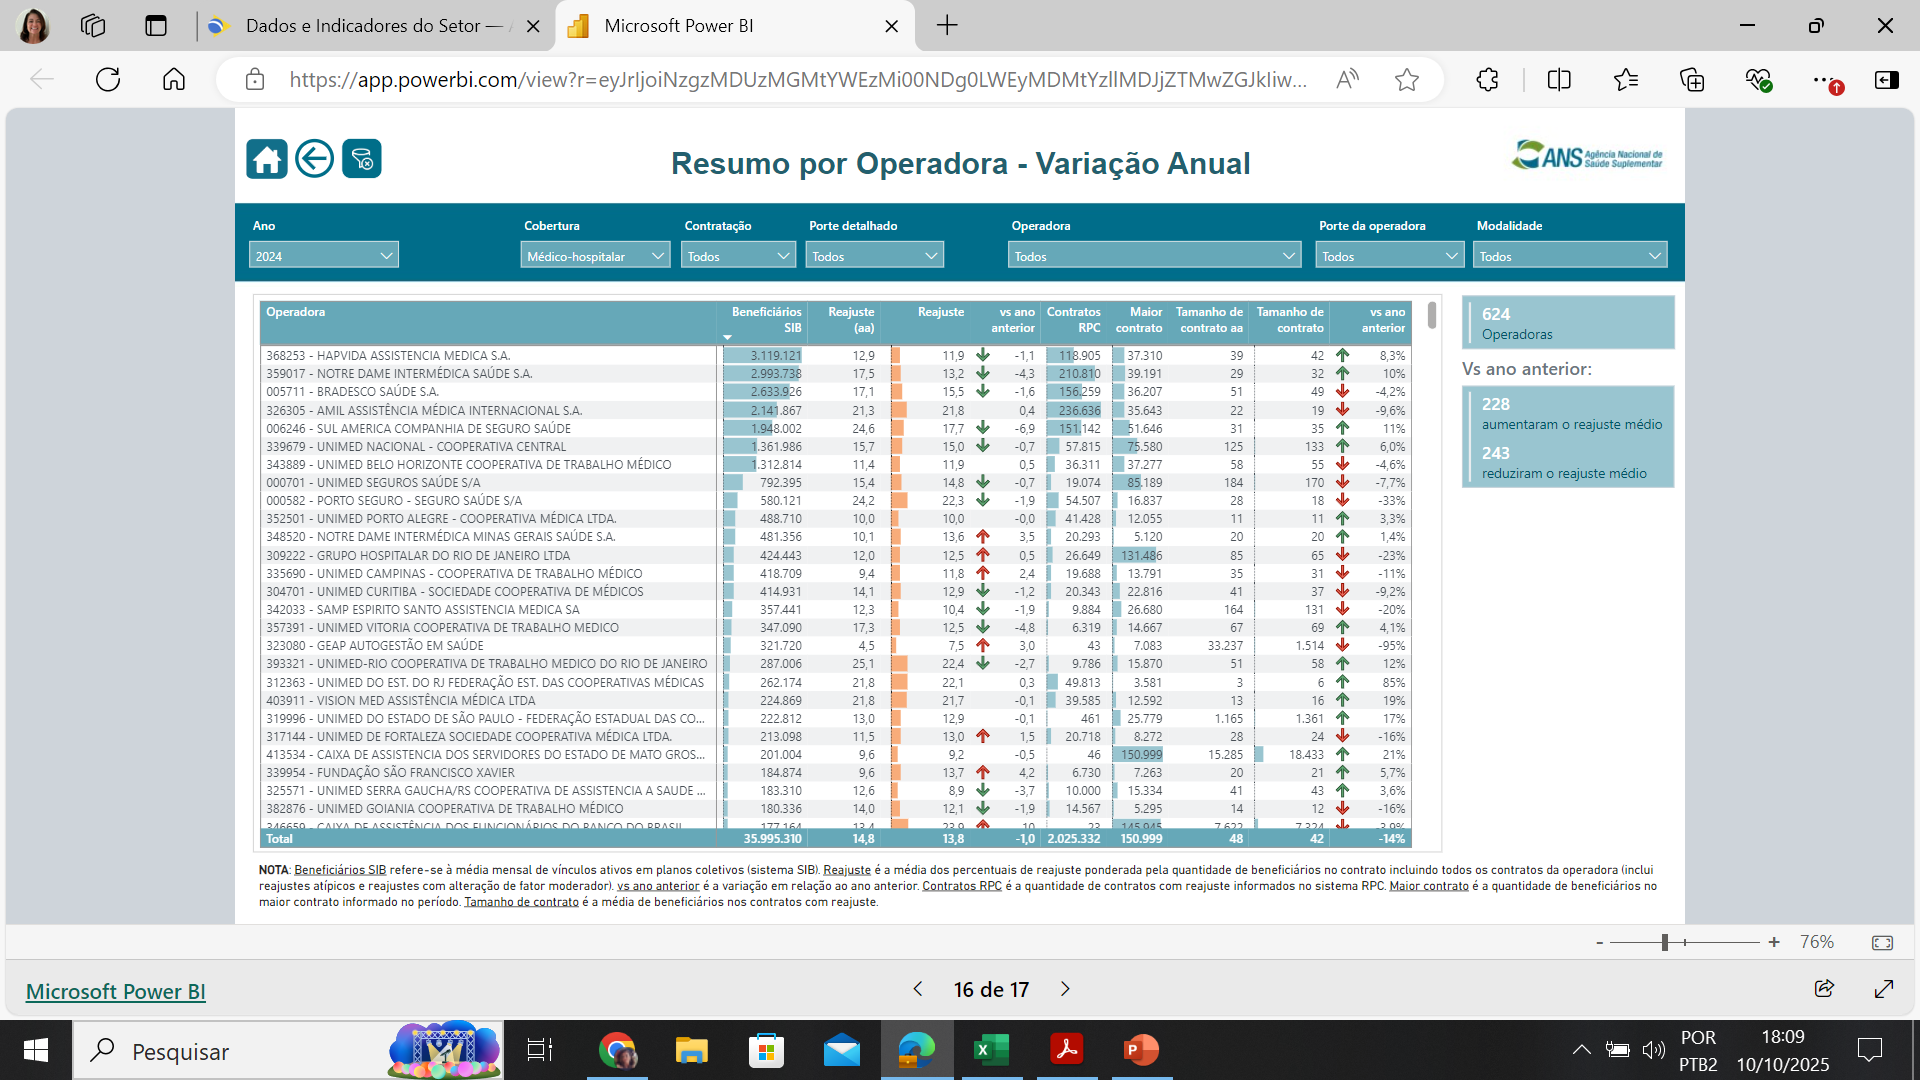 Dados e Indicadores do Setor —
Microsoft Power BI
https://app.powerbi.com/view?r=eyJrIjoiNzgzMDUzMGMtYWEzMi00NDg0LWEyMDMtYzllMDJjZTMwZGJkIiw...
Resumo por Operadora - Variação Anual
ANS Agência Nacional de Saúde Suplementar
Ano Cobertura Contratação Porte detalhado Operadora Porte da operadora Modalidade
2024 Médico-hospitalar Todos Todos Todos Todos Todos
Operadora Beneficiários SIB Reajuste (aa) Reajuste vs ano anterior Contratos RPC Maior contrato Tamanho de contrato aa Tamanho de contrato vs ano anterior
368253 - HAPVIDA ASSISTENCIA MEDICA S.A. 3.119.121 12,9 11,9 -1,1 118.905 37.310 39 42 8,3%
359017 - NOTRE DAME INTERMÉDICA SAÚDE S.A. 2.993.738 17,5 13,2 -4,3 210.810 39.191 29 32 10%
005711 - BRADESCO SAÚDE S.A. 2.633.926 17,1 15,5 -1,6 156.259 36.207 51 49 -4,2%
326305 - AMIL ASSISTÊNCIA MÉDICA INTERNACIONAL S.A. 2.141.867 21,3 21,8 0,4 236.636 35.643 22 19 -9,6%
006246 - SUL AMERICA COMPANHIA DE SEGURO SAÚDE 1.948.002 24,6 17,7 -6,9 151.142 51.646 31 35 11%
339679 - UNIMED NACIONAL - COOPERATIVA CENTRAL 1.361.986 15,7 15,0 -0,7 57.815 75.580 125 133 6,0%
343889 - UNIMED BELO HORIZONTE COOPERATIVA DE TRABALHO MÉDICO 1.312.814 11,4 11,9 0,5 36.311 37.277 58 55 -4,6%
000701 - UNIMED SEGUROS SAÚDE S/A 792.395 15,4 14,8 -0,7 19.074 85.189 184 170 -7,7%
000582 - PORTO SEGURO - SEGURO SAÚDE S/A 580.121 24,2 22,3 -1,9 54.507 16.837 28 18 -33%
352501 - UNIMED PORTO ALEGRE - COOPERATIVA MÉDICA LTDA. 488.710 10,0 10,0 -0,0 41.428 12.055 11 11 3,3%
348520 - NOTRE DAME INTERMÉDICA MINAS GERAIS SAÚDE S.A. 481.356 10,1 13,6 3,5 20.293 5.120 20 20 1,4%
309222 - GRUPO HOSPITALAR DO RIO DE JANEIRO LTDA 424.443 12,0 12,5 0,5 26.649 131.486 85 65 -23%
335690 - UNIMED CAMPINAS - COOPERATIVA DE TRABALHO MÉDICO 418.709 9,4 11,8 2,4 19.688 13.791 35 31 -11%
304701 - UNIMED CURITIBA - SOCIEDADE COOPERATIVA DE MÉDICOS 414.931 14,1 12,9 -1,2 20.343 22.816 41 37 -9,2%
342033 - SAMP ESPIRITO SANTO ASSISTENCIA MEDICA SA 357.441 12,3 10,4 -1,9 9.884 26.680 164 131 -20%
357391 - UNIMED VITORIA COOPERATIVA DE TRABALHO MEDICO 347.090 17,3 12,5 -4,8 6.319 14.667 67 69 4,1%
323080 - GEAP AUTOGESTÃO EM SAÚDE 321.720 4,5 7,5 3,0 43 7.083 33.237 1.514 -95%
393321 - UNIMED-RIO COOPERATIVA DE TRABALHO MEDICO DO RIO DE JANEIRO 287.006 25,1 22,4 -2,7 9.786 15.870 51 58 12%
312363 - UNIMED DO EST. DO RJ FEDERAÇÃO EST. DAS COOPERATIVAS MÉDICAS 262.174 21,8 22,1 0,3 49.813 3.581 3 6 85%
403911 - VISION MED ASSISTÊNCIA MÉDICA LTDA 224.869 21,8 21,7 -0,1 39.585 12.592 13 16 19%
319996 - UNIMED DO ESTADO DE SÃO PAULO - FEDERAÇÃO ESTADUAL DAS CO... 222.812 13,0 12,9 -0,1 461 25.779 1.165 1.361 17%
317144 - UNIMED DE FORTALEZA SOCIEDADE COOPERATIVA MÉDICA LTDA. 213.098 11,5 13,0 1,5 20.718 8.272 28 24 -16%
413534 - CAIXA DE ASSISTENCIA DOS SERVIDORES DO ESTADO DE MATO GROS... 201.004 9,6 9,2 -0,5 46 150.999 15.285 18.433 21%
339954 - FUNDAÇÃO SÃO FRANCISCO XAVIER 184.874 9,6 13,7 4,2 6.730 7.263 20 21 5,7%
325571 - UNIMED SERRA GAUCHA/RS COOPERATIVA DE ASSISTENCIA A SAUDE ... 183.310 12,6 8,9 -3,7 10.000 15.334 41 43 3,6%
382876 - UNIMED GOIANIA COOPERATIVA DE TRABALHO MÉDICO 180.336 14,0 12,1 -1,9 14.567 5.295 14 12 -16%
346659 - CAIXA DE ASSISTÊNCIA DOS FUNCIONÁRIOS DO BANCO DO BRASIL 177.164 13,4 23,9 10 23 145.945 7.622 7.324 -3,9%
Total 35.995.310 14,8 13,8 -1,0 2.025.332 150.999 48 42 -14%
624
Operadoras
Vs ano anterior:
228
aumentaram o reajuste médio
243
reduziram o reajuste médio
NOTA: Beneficiários SIB refere-se à média mensal de vínculos ativos em planos coletivos (sistema SIB). Reajuste é a média dos percentuais de reajuste ponderada pela quantidade de beneficiários no contrato incluindo todos os contratos da operadora (inclui
reajustes atípicos e reajustes com alteração de fator moderador). vs ano anterior é a variação em relação ao ano anterior. Contratos RPC é a quantidade de contratos com reajuste informados no sistema RPC. Maior contrato é a quantidade de beneficiários no
maior contrato informado no período. Tamanho de contrato é a média de beneficiários nos contratos com reajuste.
- + 76%
Microsoft Power BI
16 de 17
Pesquisar
POR
PTB2
18:09
10/10/2025